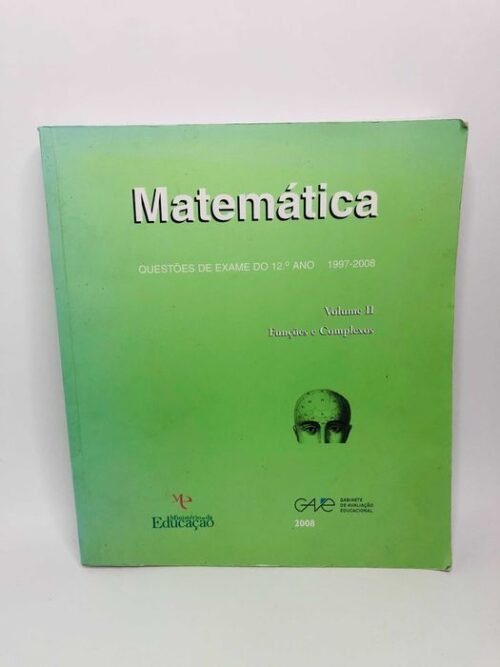 Matemática
QUESTÕES DE EXAME DO 12.º ANO 1997-2008
Volume II
Funções e Complexos
Ministério da
Educação
GAVE
GABINETE
DE AVALIAÇÃO
EDUCACIONAL
2008